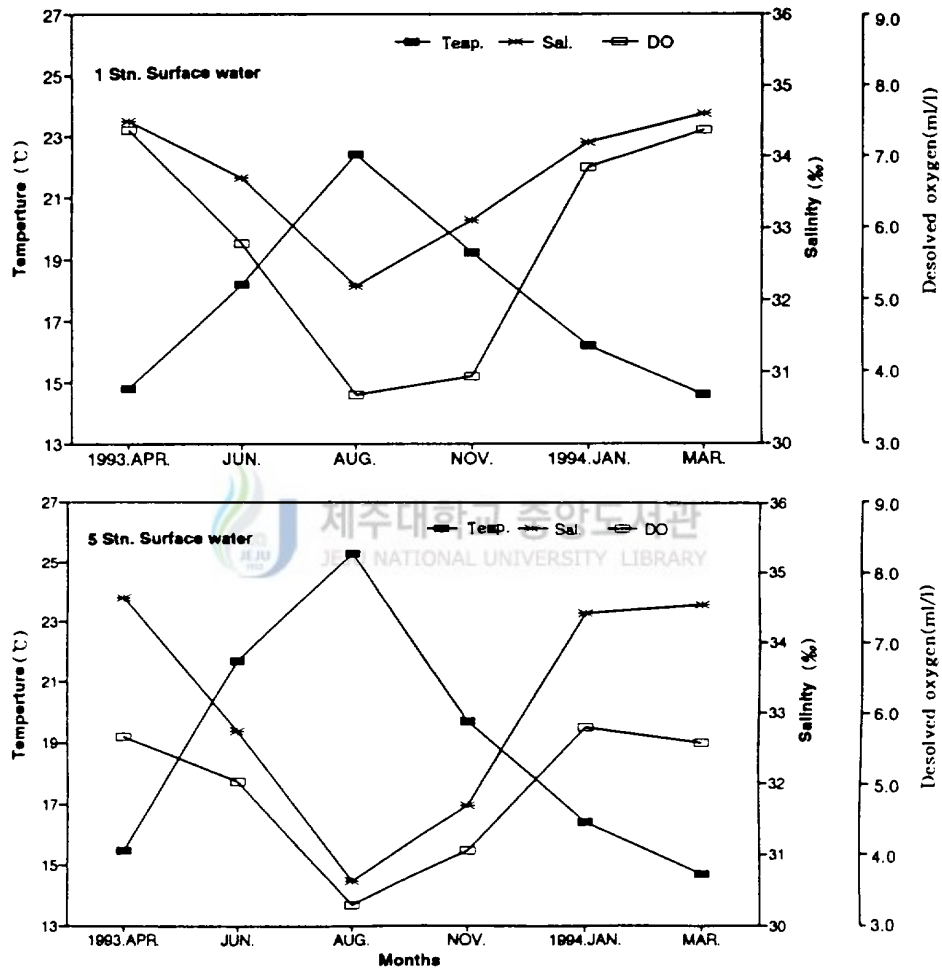 27
25
23
21
19
17
15
13
Temperture (℃)
1 Stn. Surface water
Temp. Sal. DO
36
35
34
33
32
31
30
Salinity (‰)
9.0
8.0
7.0
6.0
5.0
4.0
3.0
Desolved oxygen(ml/l)
1993.APR. JUN. AUG. NOV. 1994.JAN. MAR.
제주대학교 중앙도서관
JEJU NATIONAL UNIVERSITY LIBRARY
JEJU
1952
27
25
23
21
19
17
15
13
Temperture (℃)
5 Stn. Surface water
Temp. Sal. DO
36
35
34
33
32
31
30
Salinity (‰)
9.0
8.0
7.0
6.0
5.0
4.0
3.0
Desolved oxygen(ml/l)
1993.APR. JUN. AUG. NOV. 1994.JAN. MAR.
Months